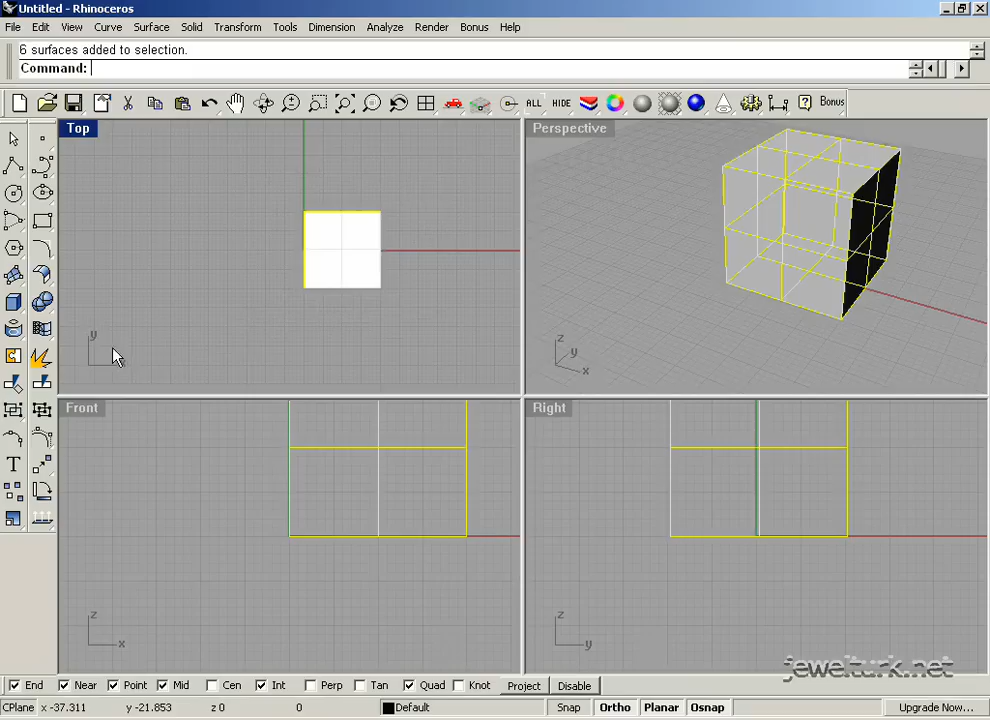 Untitled - Rhinoceros
File Edit View Curve Surface Solid Transform Tools Dimension Analyze Render Bonus Help
6 surfaces added to selection.
Command:
ALL HIDE Bonus
Top
Perspective
y
z
y
x
Front
Right
z
x
z
y
jewelturk.net
End Near Point Mid Cen Int Perp Tan Quad Knot Project Disable
CPlane x -37.311 y -21.853 z 0 0 Default Snap Ortho Planar Osnap Upgrade Now...